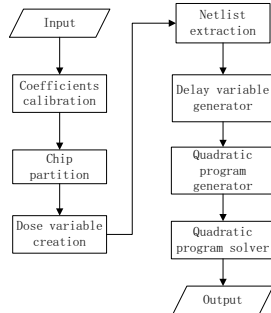 Input
Coefficients
calibration
Chip
partition
Dose variable
creation
Netlist
extraction
Delay variable
generator
Quadratic
program
generator
Quadratic
program solver
Output